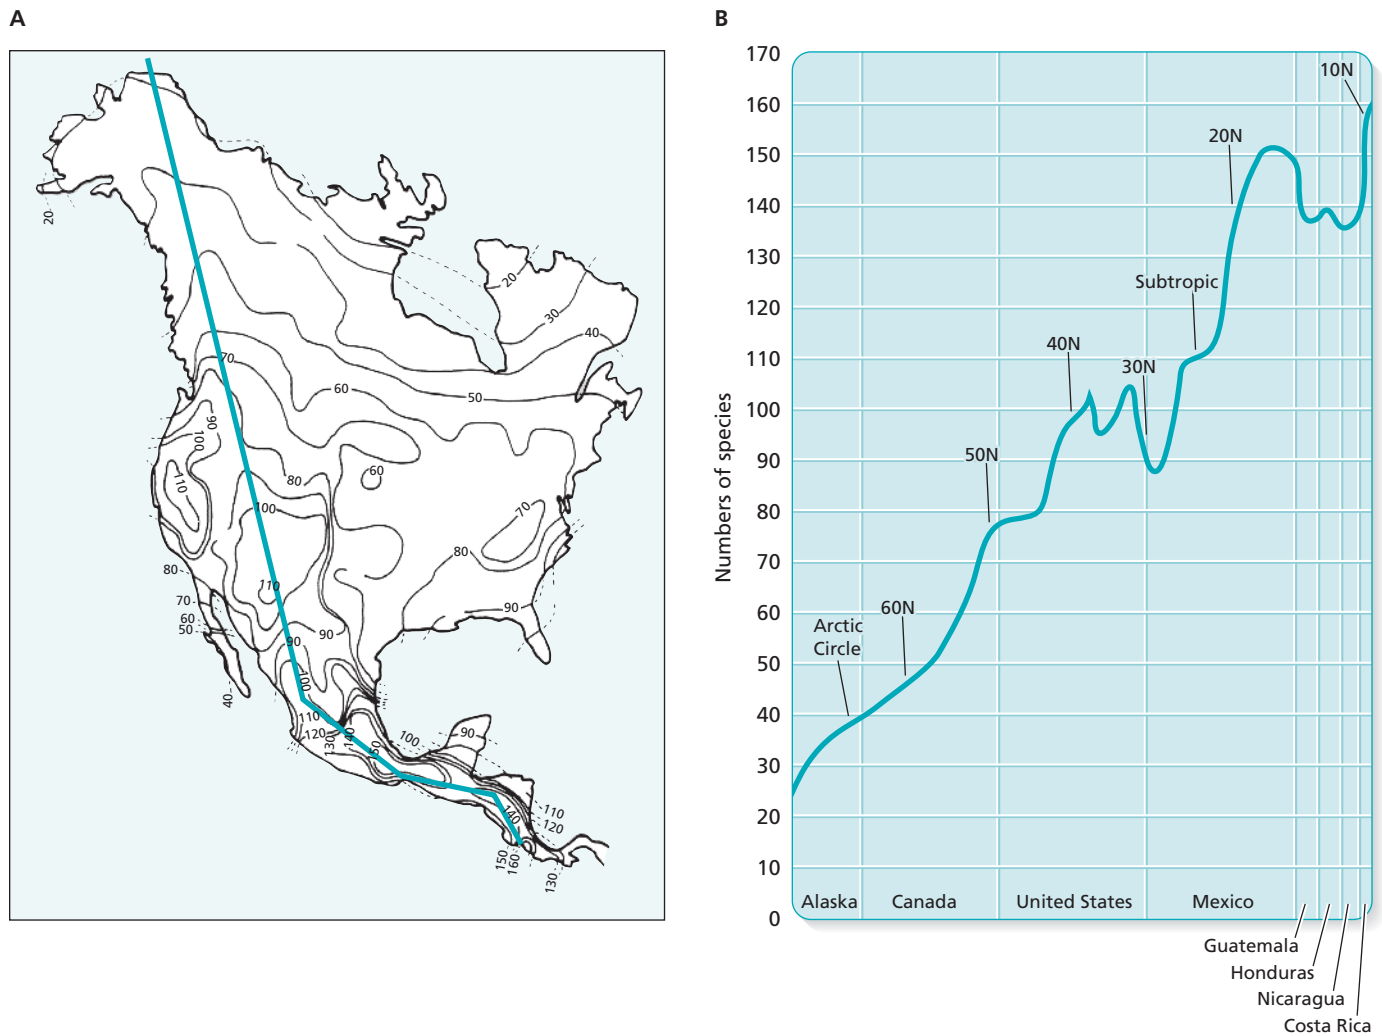 A
20
20
30
40
70
60
50
90
100
110
80
60
100
70
80
110
80
70
60
50
90
90
90
40
100
110
120
130
140
150
100
90
140
110
120
150
160
130
B
Numbers of species
170
160
150
140
130
120
110
100
90
80
70
60
50
40
30
20
10
0
10N
20N
Subtropic
40N
30N
50N
60N
Arctic
Circle
Alaska
Canada
United States
Mexico
Guatemala
Honduras
Nicaragua
Costa Rica